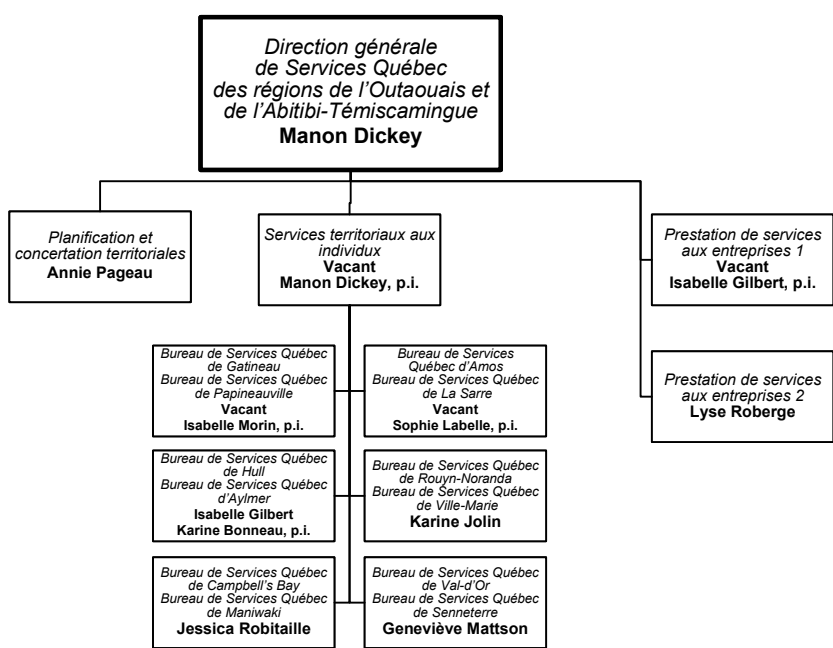 Direction générale
de Services Québec
des régions de l'Outaouais et
de l'Abitibi-Témiscamingue
Manon Dickey
Planification et
concertation territoriales
Annie Pageau
Services territoriaux aux
individux
Vacant
Manon Dickey, p.i.
Prestation de services
aux entreprises 1
Vacant
Isabelle Gilbert, p.i.
Bureau de Services Québec
de Gatineau
Bureau de Services Québec
de Papineauville
Vacant
Isabelle Morin, p.i.
Bureau de Services
Québec d'Amos
Bureau de Services Québec
de La Sarre
Vacant
Sophie Labelle, p.i.
Prestation de services
aux entreprises 2
Lyse Roberge
Bureau de Services Québec
de Hull
Bureau de Services Québec
d'Aylmer
Isabelle Gilbert
Karine Bonneau, p.i.
Bureau de Services Québec
de Rouyn-Noranda
Bureau de Services Québec
de Ville-Marie
Karine Jolin
Bureau de Services Québec
de Campbell's Bay
Bureau de Services Québec
de Maniwaki
Jessica Robitaille
Bureau de Services Québec
de Val-d'Or
Bureau de Services Québec
de Senneterre
Geneviève Mattson